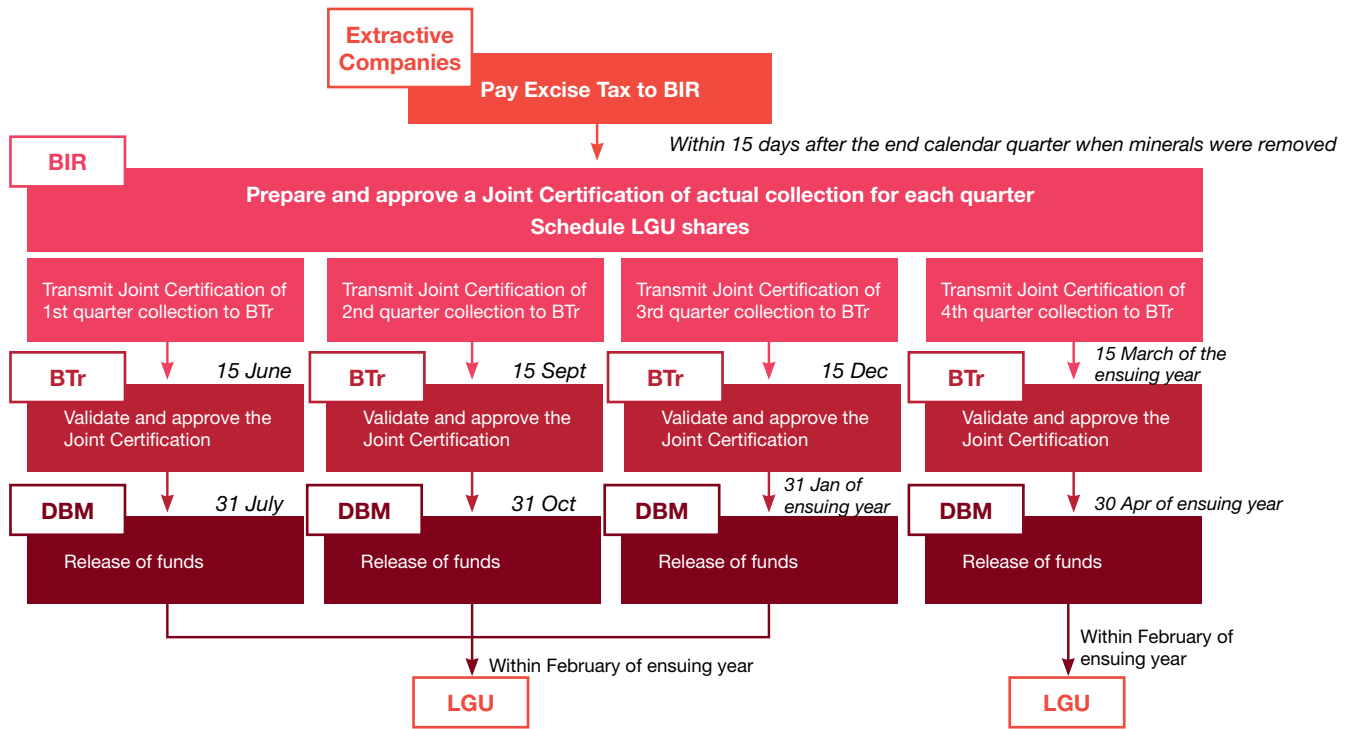 Extractive
Companies
Pay Excise Tax to BIR
Within 15 days after the end calendar quarter when minerals were removed
BIR
Prepare and approve a Joint Certification of actual collection for each quarter
Schedule LGU shares
Transmit Joint Certification of
1st quarter collection to BTr
Transmit Joint Certification of
2nd quarter collection to BTr
Transmit Joint Certification of
3rd quarter collection to BTr
Transmit Joint Certification of
4th quarter collection to BTr
BTr
15 June
BTr
15 Sept
BTr
15 Dec
BTr
15 March of the
ensuing year
Validate and approve the
Joint Certification
Validate and approve the
Joint Certification
Validate and approve the
Joint Certification
Validate and approve the
Joint Certification
DBM
31 July
DBM
31 Oct
DBM
31 Jan of
ensuing year
DBM
30 Apr of ensuing year
Release of funds
Release of funds
Release of funds
Release of funds
Within February of ensuing year
Within February of
ensuing year
LGU
LGU